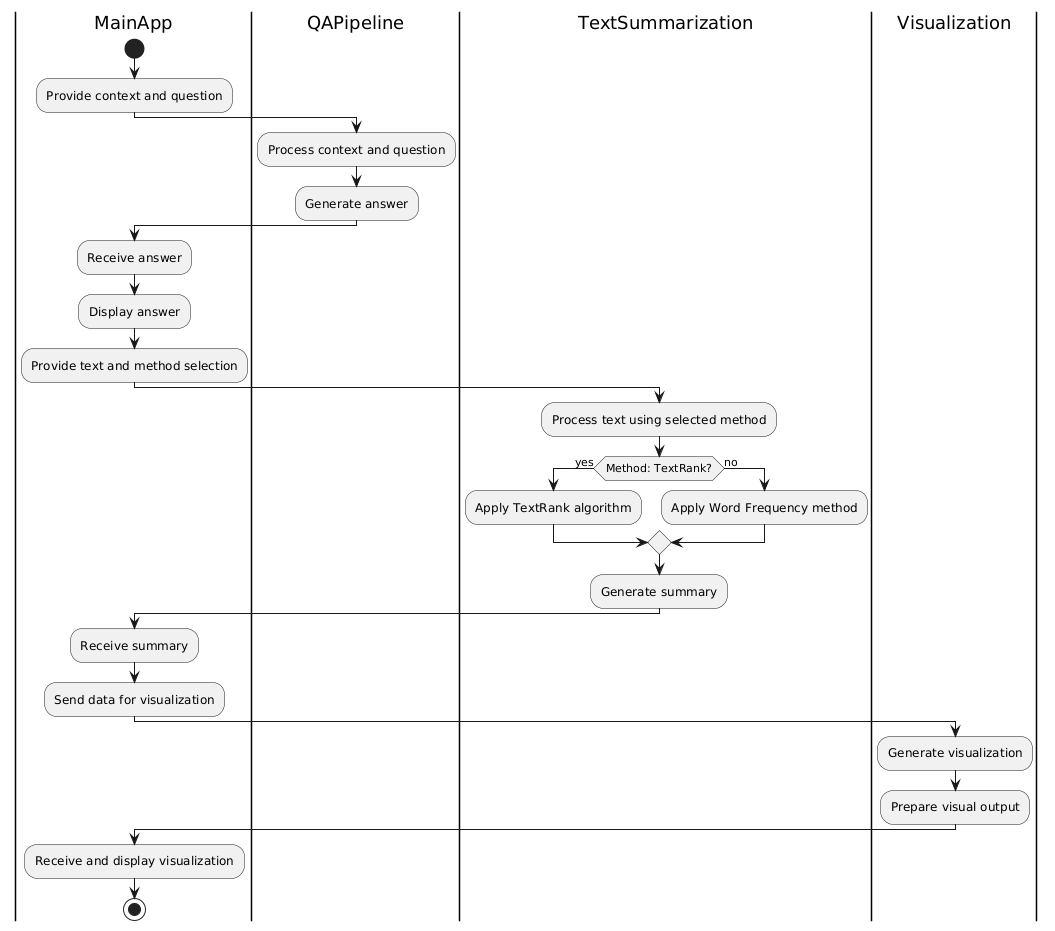 MainApp
QAPipeline
TextSummarization
Visualization
Provide context and question
Process context and question
Generate answer
Receive answer
Display answer
Provide text and method selection
Process text using selected method
yes
Method: TextRank?
no
Apply TextRank algorithm
Apply Word Frequency method
Generate summary
Receive summary
Send data for visualization
Generate visualization
Prepare visual output
Receive and display visualization